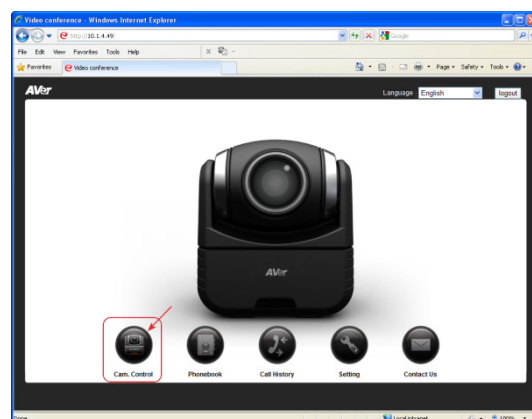 Video conference - Windows Internet Explorer
http://10.1.4.49/
Google
File Edit View Favorites Tools Help
Favorites Video conference
Page Safety Tools
AVer
Language English logout
AVer
Cam. Control Phonebook Call History Setting Contact Us
Done Local intranet 100%